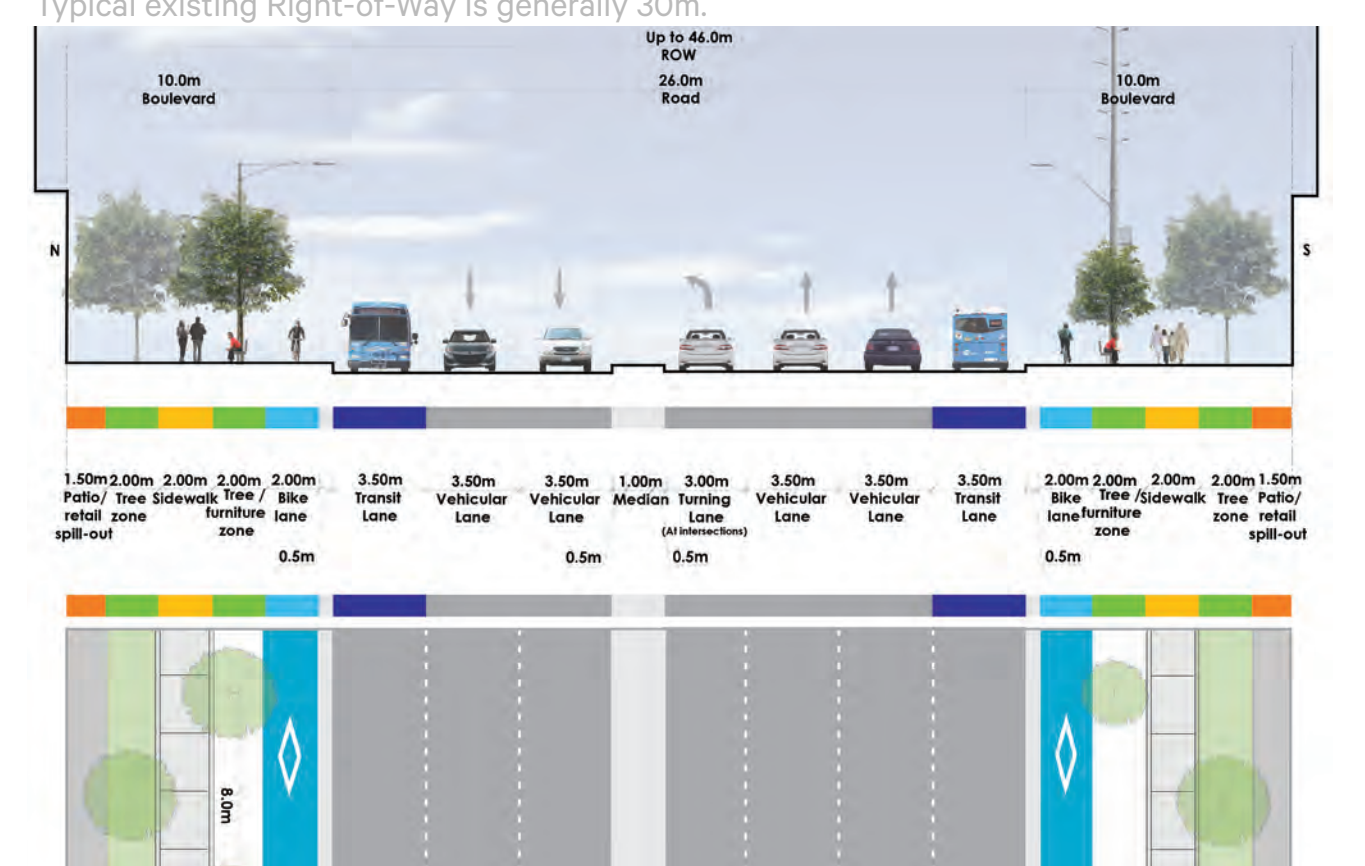 Typical existing Right-of-Way is generally 30m.
Up to 46.0m
ROW
10.0m
Boulevard
26.0m
Road
10.0m
Boulevard
N
S
1.50m
Patio/
retail
spill-out
2.00m
Tree
zone
2.00m
Sidewalk
2.00m
Tree /
furniture
zone
2.00m
Bike
lane
0.5m
3.50m
Transit
Lane
3.50m
Vehicular
Lane
3.50m
Vehicular
Lane
0.5m
1.00m
Median
3.00m
Turning
Lane
(At intersections)
0.5m
3.50m
Vehicular
Lane
3.50m
Vehicular
Lane
3.50m
Transit
Lane
2.00m
Bike
lane
0.5m
2.00m
Tree /
furniture
zone
2.00m
Sidewalk
2.00m
Tree
zone
1.50m
Patio/
retail
spill-out
8.0m